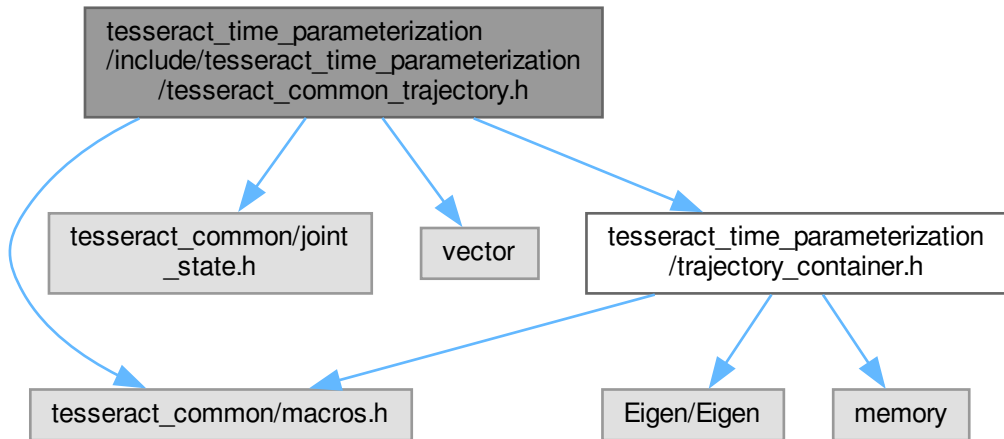 tesseract_time_parameterization
/include/tesseract_time_parameterization
/tesseract_common_trajectory.h
tesseract_common/joint
_state.h
vector
tesseract_time_parameterization
/trajectory_container.h
tesseract_common/macros.h
Eigen/Eigen
memory